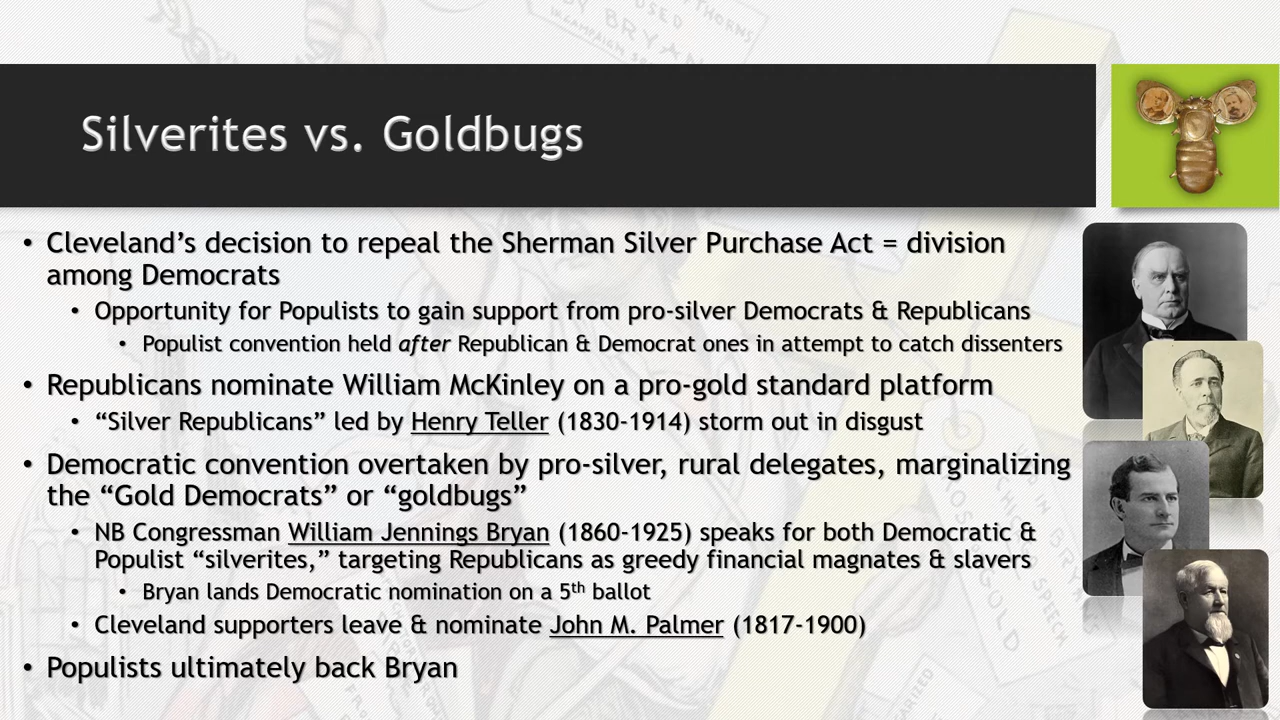 Silverites vs. Goldbugs
• Cleveland’s decision to repeal the Sherman Silver Purchase Act = division
among Democrats
• Opportunity for Populists to gain support from pro-silver Democrats & Republicans
• Populist convention held after Republican & Democrat ones in attempt to catch dissenters
• Republicans nominate William McKinley on a pro-gold standard platform
• “Silver Republicans” led by Henry Teller (1830-1914) storm out in disgust
• Democratic convention overtaken by pro-silver, rural delegates, marginalizing
the “Gold Democrats” or “goldbugs”
• NB Congressman William Jennings Bryan (1860-1925) speaks for both Democratic &
Populist “silverites,” targeting Republicans as greedy financial magnates & slavers
• Bryan lands Democratic nomination on a 5th ballot
• Cleveland supporters leave & nominate John M. Palmer (1817-1900)
• Populists ultimately back Bryan